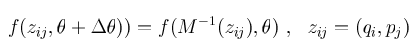 f(z_{ij}, θ + Δθ)) = f(M^{-1}(z_{ij}), θ) , z_{ij} = (q_i, p_j)